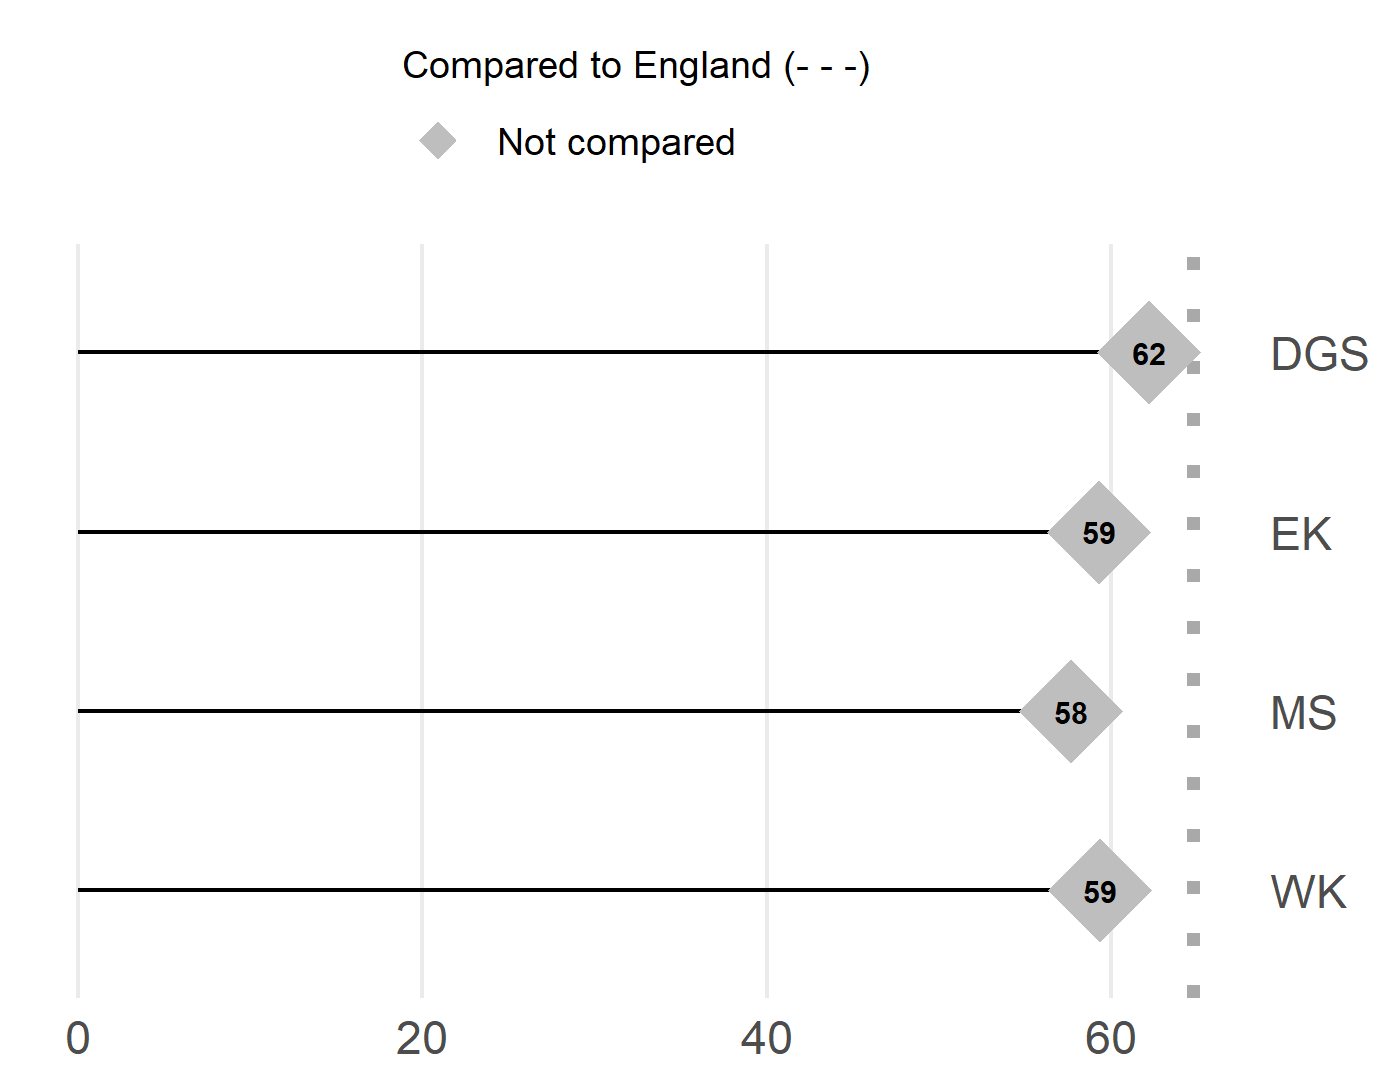 Compared to England (- - -)
Not compared
62 DGS
59 EK
58 MS
59 WK
0 20 40 60